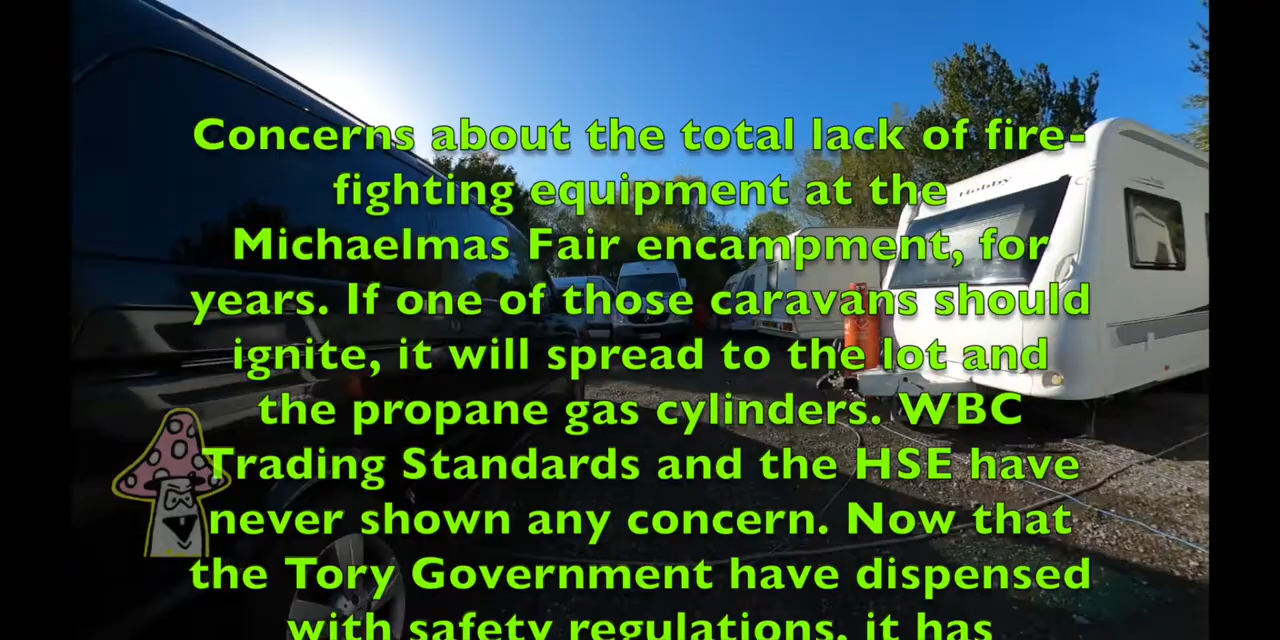 Concerns about the total lack of fire-
fighting equipment at the
Hobby
Michaelmas Fair encampment, for
years. If one of those caravans should
ignite, it will spread to the lot and
the propane gas cylinders. WBC
Trading Standards and the HSE have
never shown any concern. Now that
the Tory Government have dispensed
with safety regulations, it has